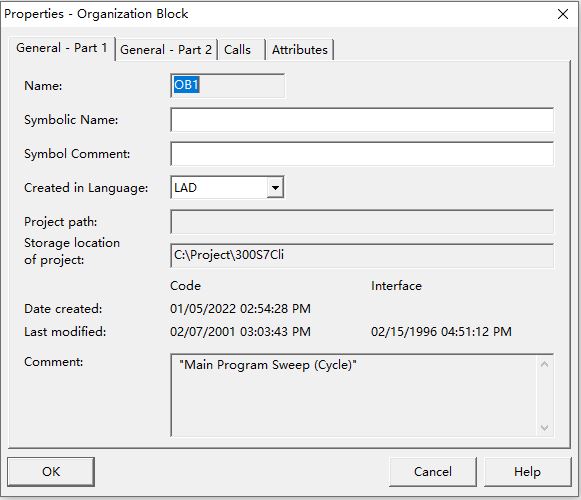 Properties - Organization Block
General - Part 1 General - Part 2 Calls Attributes
Name: OB1
Symbolic Name:
Symbol Comment:
Created in Language: LAD
Project path:
Storage location
of project: C:\Project\300S7Cli
Code Interface
Date created: 01/05/2022 02:54:28 PM
Last modified: 02/07/2001 03:03:43 PM 02/15/1996 04:51:12 PM
Comment: "Main Program Sweep (Cycle)"
OK Cancel Help